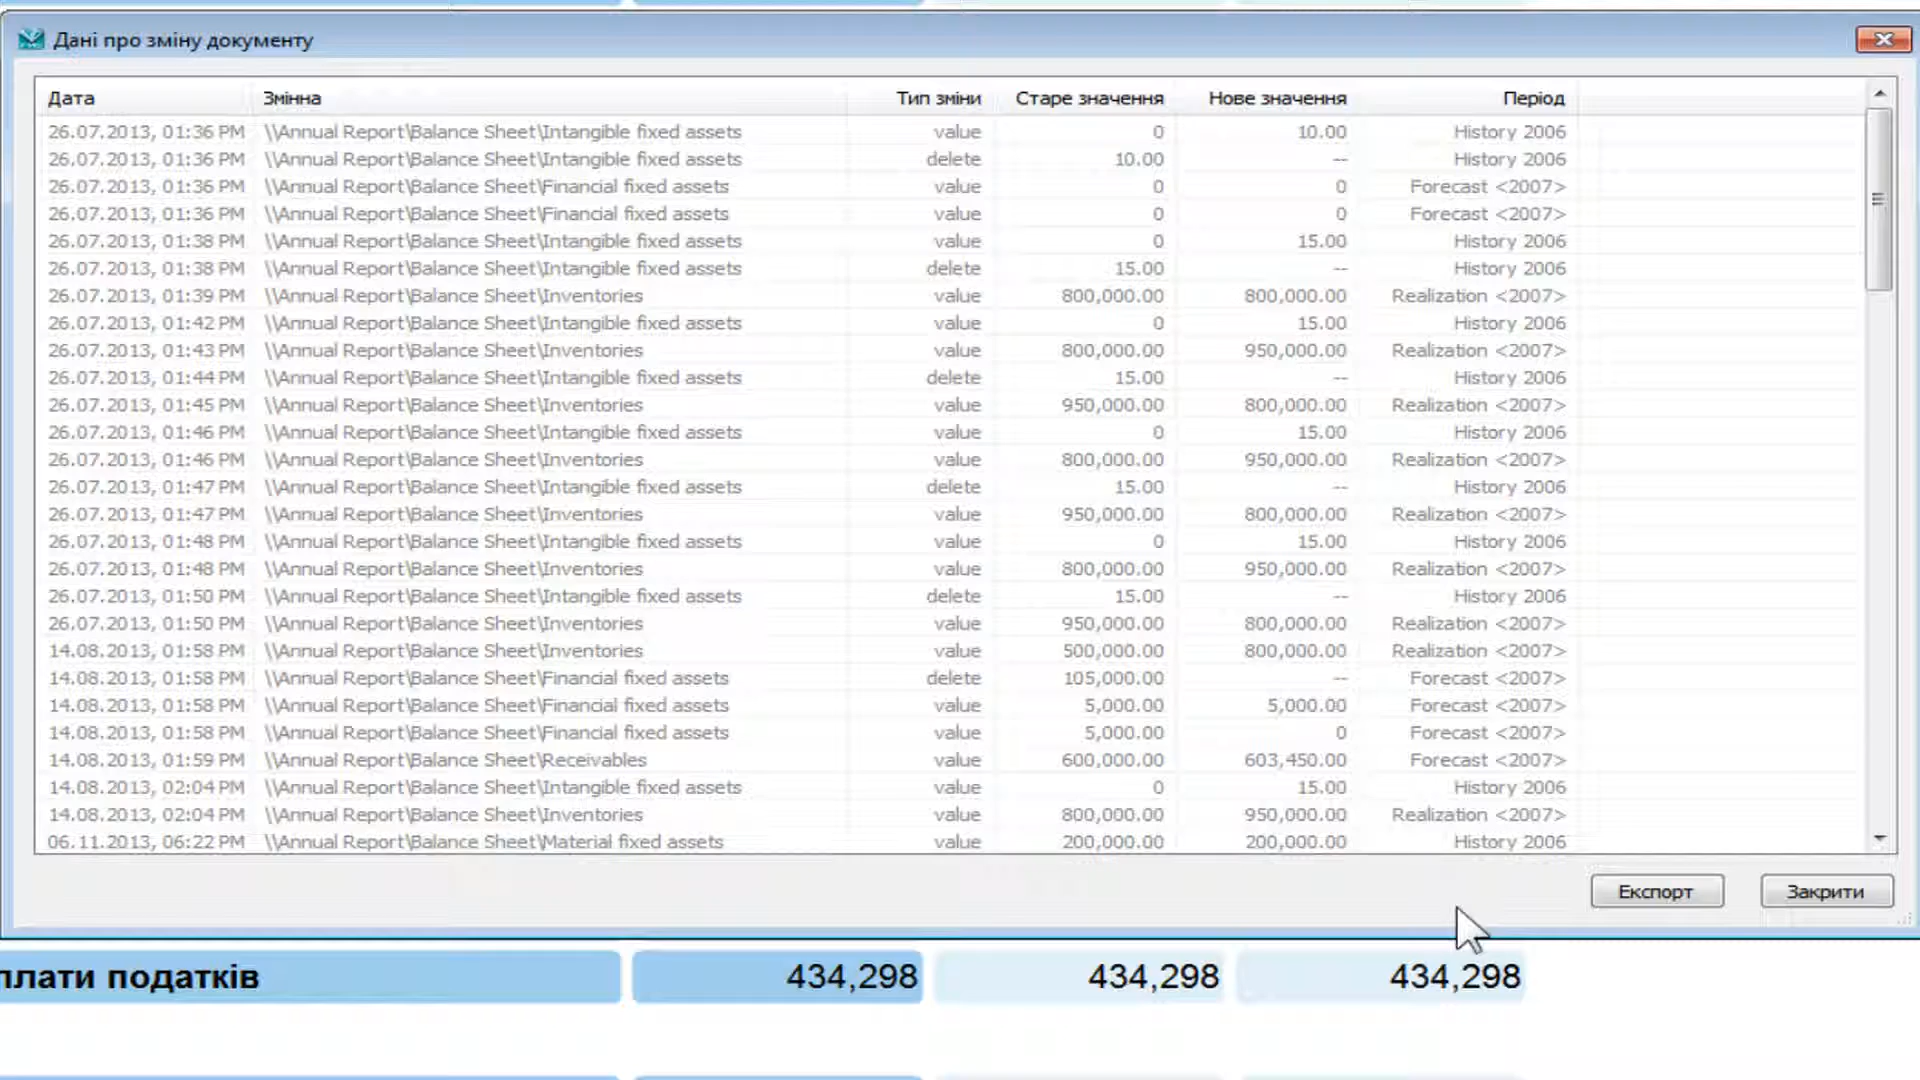 Дані про зміну документу
Дата Змінна Тип зміни Старе значення Нове значення Період
26.07.2013, 01:36 PM \\Annual Report\Balance Sheet\Intangible fixed assets value 0 10.00 History 2006
26.07.2013, 01:36 PM \\Annual Report\Balance Sheet\Intangible fixed assets delete 10.00 -- History 2006
26.07.2013, 01:36 PM \\Annual Report\Balance Sheet\Financial fixed assets value 0 0 Forecast <2007>
26.07.2013, 01:36 PM \\Annual Report\Balance Sheet\Financial fixed assets value 0 0 Forecast <2007>
26.07.2013, 01:38 PM \\Annual Report\Balance Sheet\Intangible fixed assets value 0 15.00 History 2006
26.07.2013, 01:38 PM \\Annual Report\Balance Sheet\Intangible fixed assets delete 15.00 -- History 2006
26.07.2013, 01:39 PM \\Annual Report\Balance Sheet\Inventories value 800,000.00 800,000.00 Realization <2007>
26.07.2013, 01:42 PM \\Annual Report\Balance Sheet\Intangible fixed assets value 0 15.00 History 2006
26.07.2013, 01:43 PM \\Annual Report\Balance Sheet\Inventories value 800,000.00 950,000.00 Realization <2007>
26.07.2013, 01:44 PM \\Annual Report\Balance Sheet\Intangible fixed assets delete 15.00 -- History 2006
26.07.2013, 01:45 PM \\Annual Report\Balance Sheet\Inventories value 950,000.00 800,000.00 Realization <2007>
26.07.2013, 01:46 PM \\Annual Report\Balance Sheet\Intangible fixed assets value 0 15.00 History 2006
26.07.2013, 01:46 PM \\Annual Report\Balance Sheet\Inventories value 800,000.00 950,000.00 Realization <2007>
26.07.2013, 01:47 PM \\Annual Report\Balance Sheet\Intangible fixed assets delete 15.00 -- History 2006
26.07.2013, 01:47 PM \\Annual Report\Balance Sheet\Inventories value 950,000.00 800,000.00 Realization <2007>
26.07.2013, 01:48 PM \\Annual Report\Balance Sheet\Intangible fixed assets value 0 15.00 History 2006
26.07.2013, 01:48 PM \\Annual Report\Balance Sheet\Inventories value 800,000.00 950,000.00 Realization <2007>
26.07.2013, 01:50 PM \\Annual Report\Balance Sheet\Intangible fixed assets delete 15.00 -- History 2006
26.07.2013, 01:50 PM \\Annual Report\Balance Sheet\Inventories value 950,000.00 800,000.00 Realization <2007>
14.08.2013, 01:58 PM \\Annual Report\Balance Sheet\Inventories value 500,000.00 800,000.00 Realization <2007>
14.08.2013, 01:58 PM \\Annual Report\Balance Sheet\Financial fixed assets delete 105,000.00 -- Forecast <2007>
14.08.2013, 01:58 PM \\Annual Report\Balance Sheet\Financial fixed assets value 5,000.00 5,000.00 Forecast <2007>
14.08.2013, 01:58 PM \\Annual Report\Balance Sheet\Financial fixed assets value 5,000.00 0 Forecast <2007>
14.08.2013, 01:59 PM \\Annual Report\Balance Sheet\Receivables value 600,000.00 603,450.00 Forecast <2007>
14.08.2013, 02:04 PM \\Annual Report\Balance Sheet\Intangible fixed assets value 0 15.00 History 2006
14.08.2013, 02:04 PM \\Annual Report\Balance Sheet\Inventories value 800,000.00 950,000.00 Realization <2007>
06.11.2013, 06:22 PM \\Annual Report\Balance Sheet\Material fixed assets value 200,000.00 200,000.00 History 2006
Експорт Закрити
плати податків 434,298 434,298 434,298